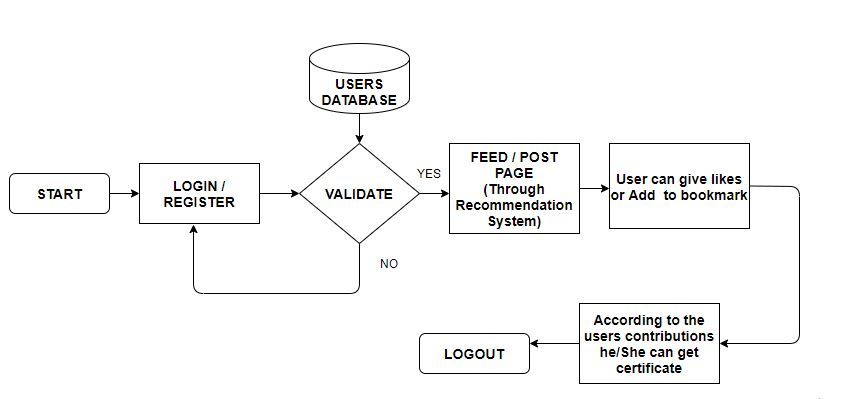 USERS
DATABASE
START
LOGIN /
REGISTER
VALIDATE
YES
NO
FEED / POST
PAGE
(Through
Recommendation
System)
User can give likes
or Add to bookmark
According to the
users contributions
he/She can get
certificate
LOGOUT